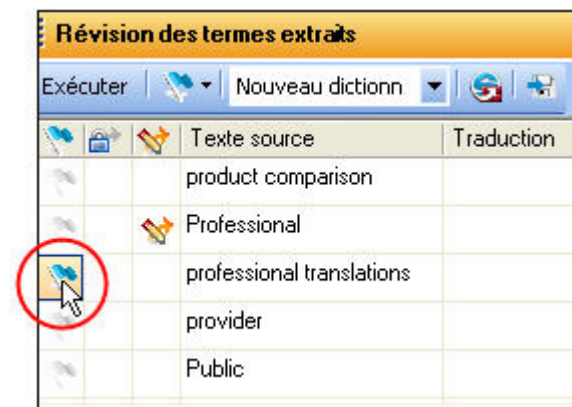 Révision des termes extraits
Exécuter Nouveau dictionn
Texte source Traduction
product comparison
Professional
professional translations
provider
Public